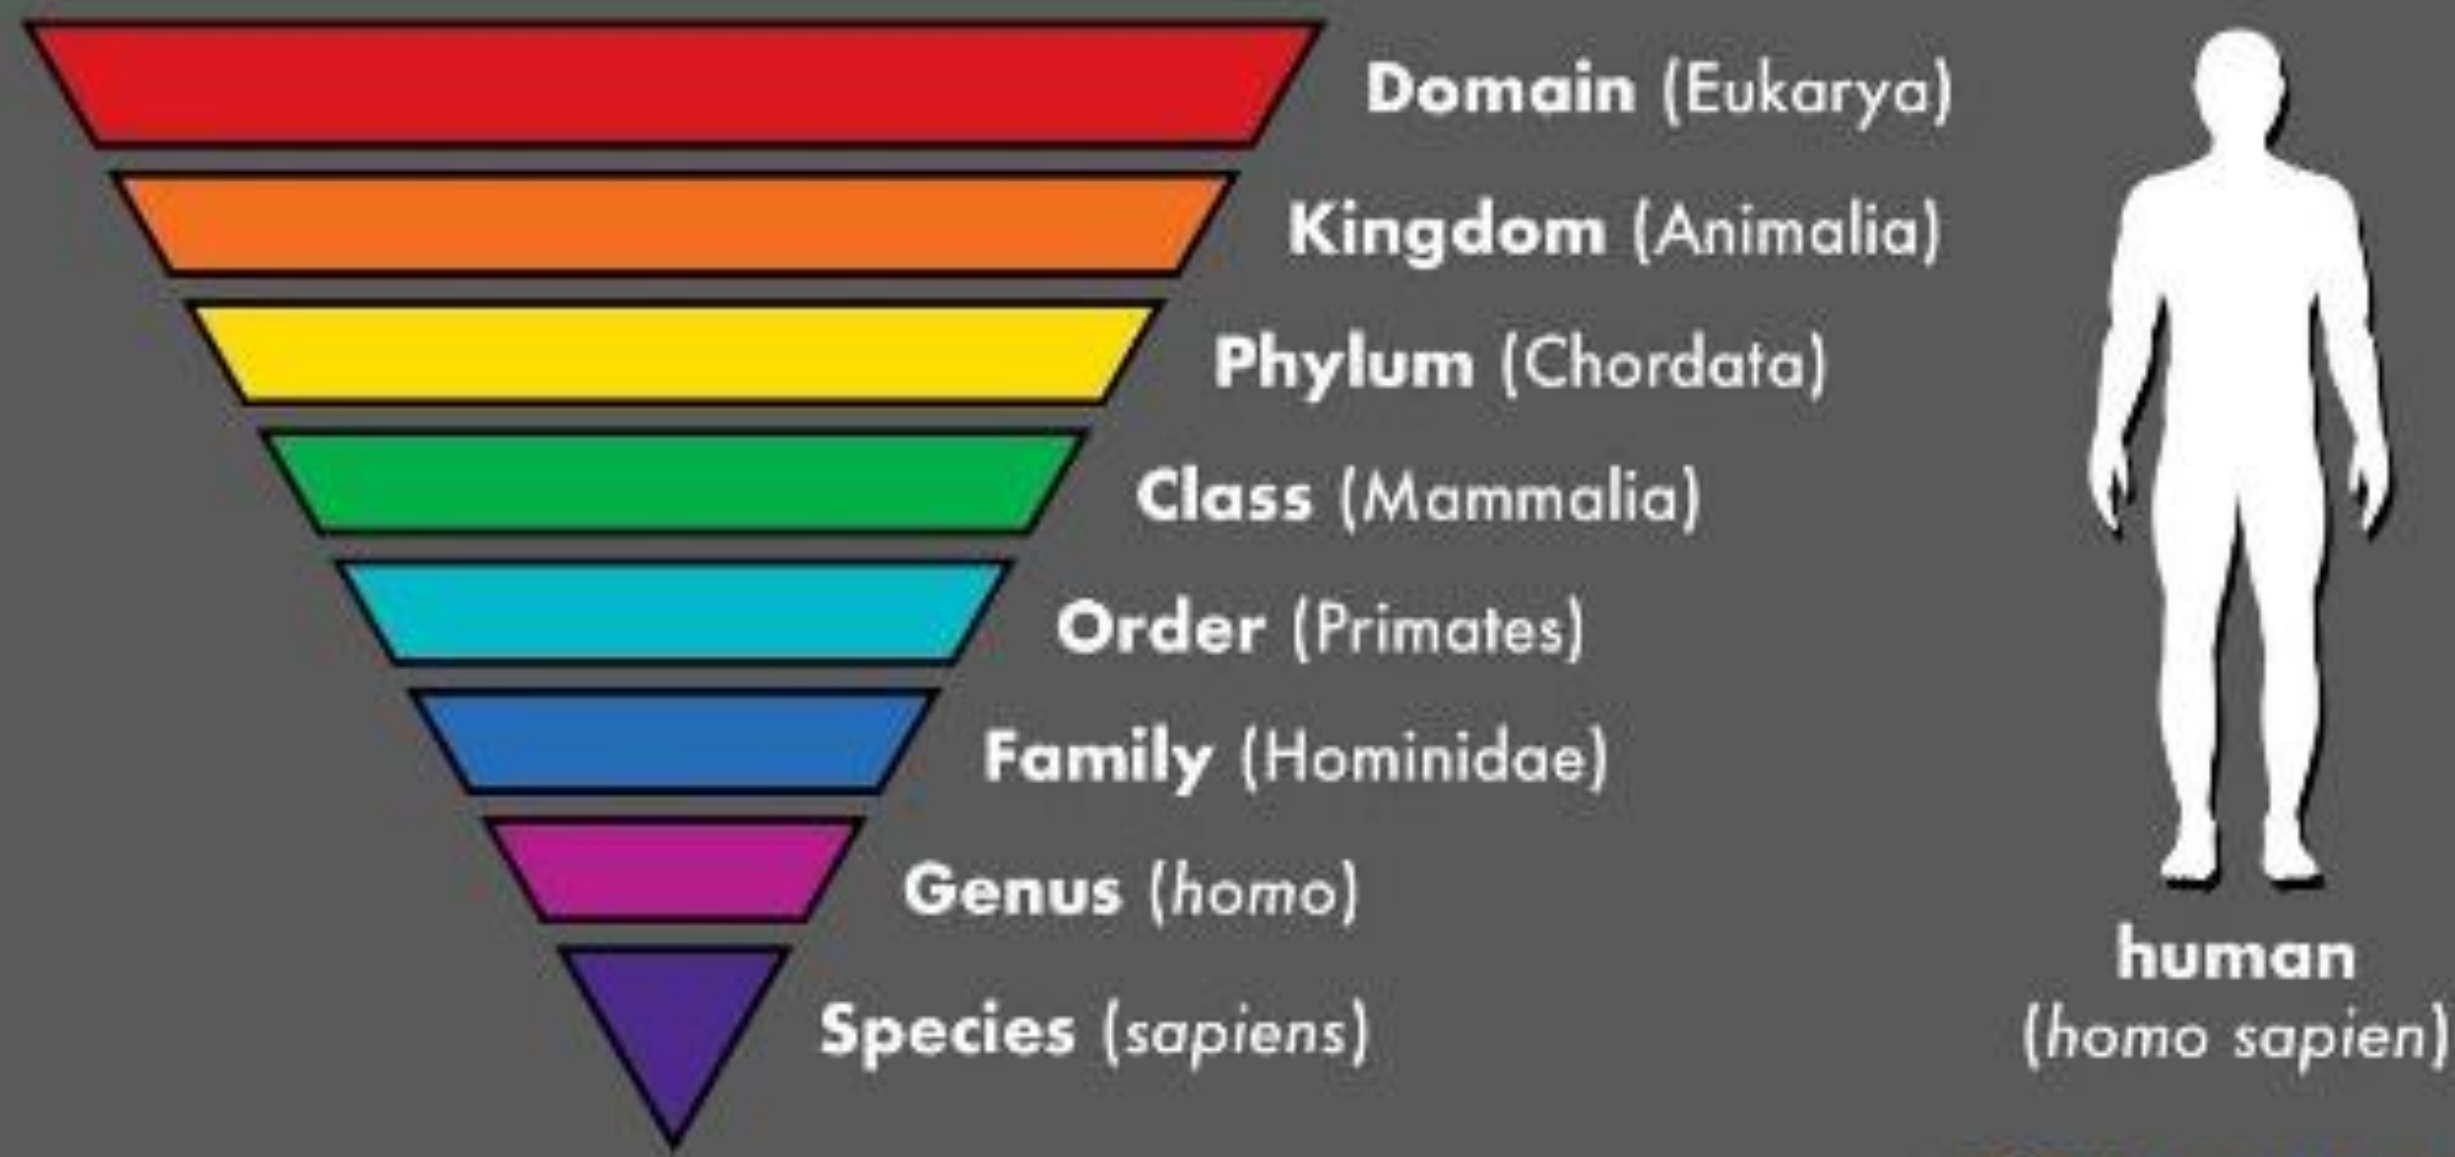 Domain (Eukarya)
Kingdom (Animalia)
Phylum (Chordata)
Class (Mammalia)
Order (Primates)
Family (Hominidae)
Genus (homo)
Species (sapiens)
human
(homo sapien)